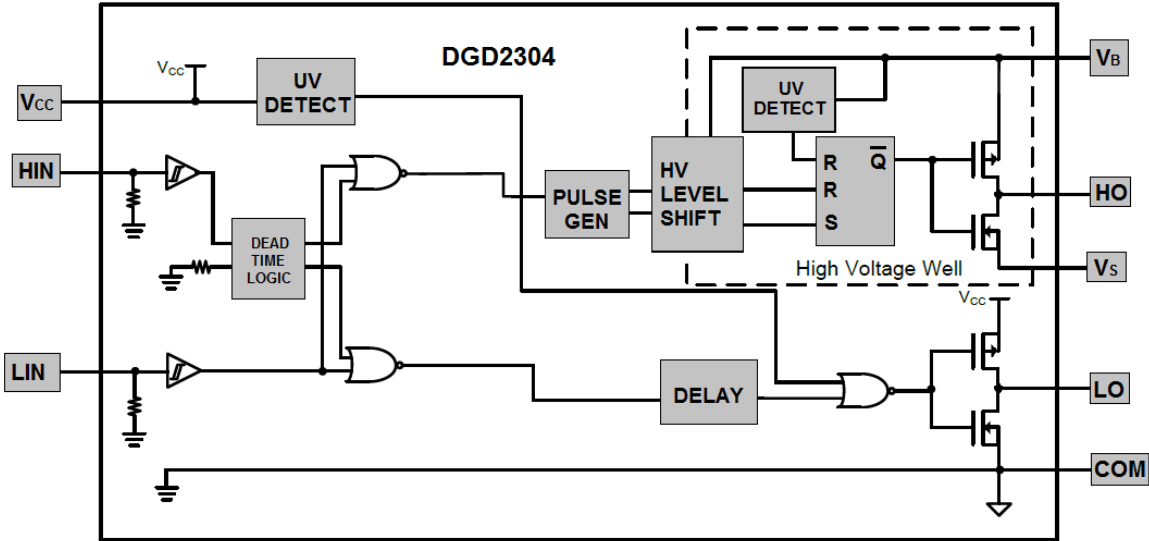 DGD2304
VCC
VCC
UV
DETECT
UV
DETECT
VB
HIN
HV
LEVEL
SHIFT
R
Q
R
S
HO
PULSE
GEN
DEAD
TIME
LOGIC
High Voltage Well
VS
VCC
LIN
DELAY
LO
COM